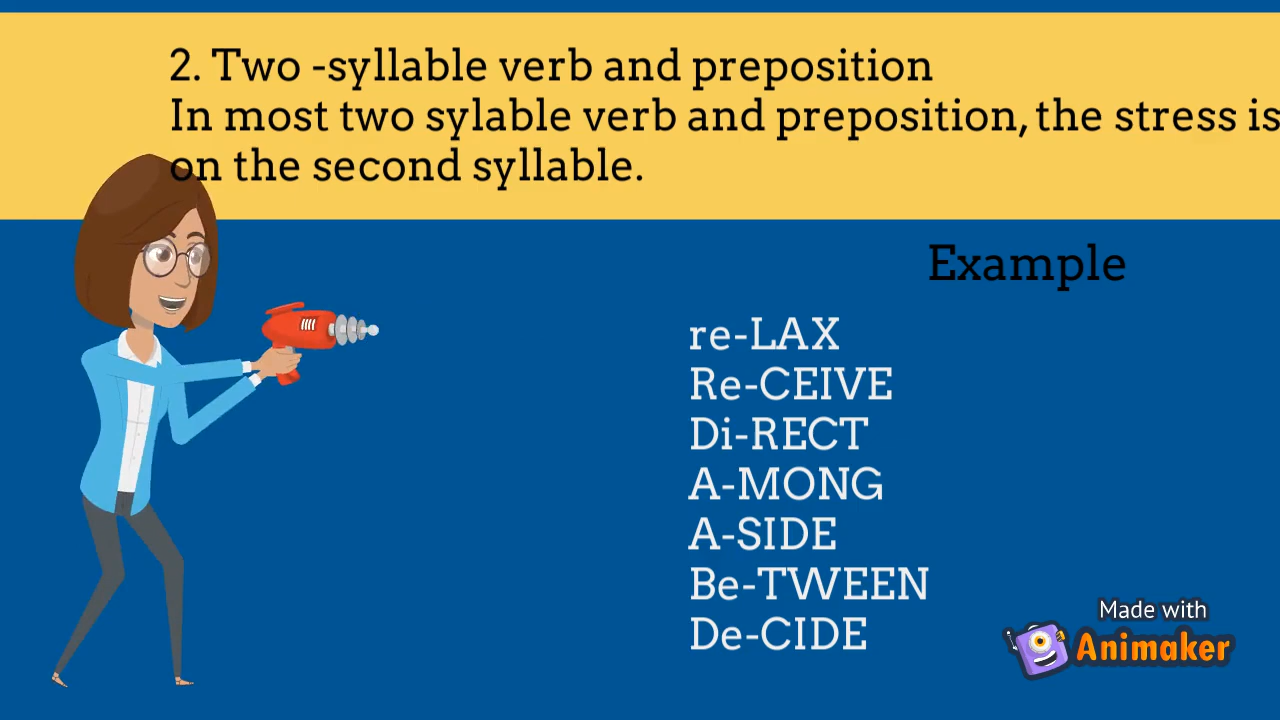 2. Two -syllable verb and preposition
In most two sylable verb and preposition, the stress is
on the second syllable.
Example
re-LAX
Re-CEIVE
Di-RECT
A-MONG
A-SIDE
Be-TWEEN
De-CIDE
Made with
Animaker